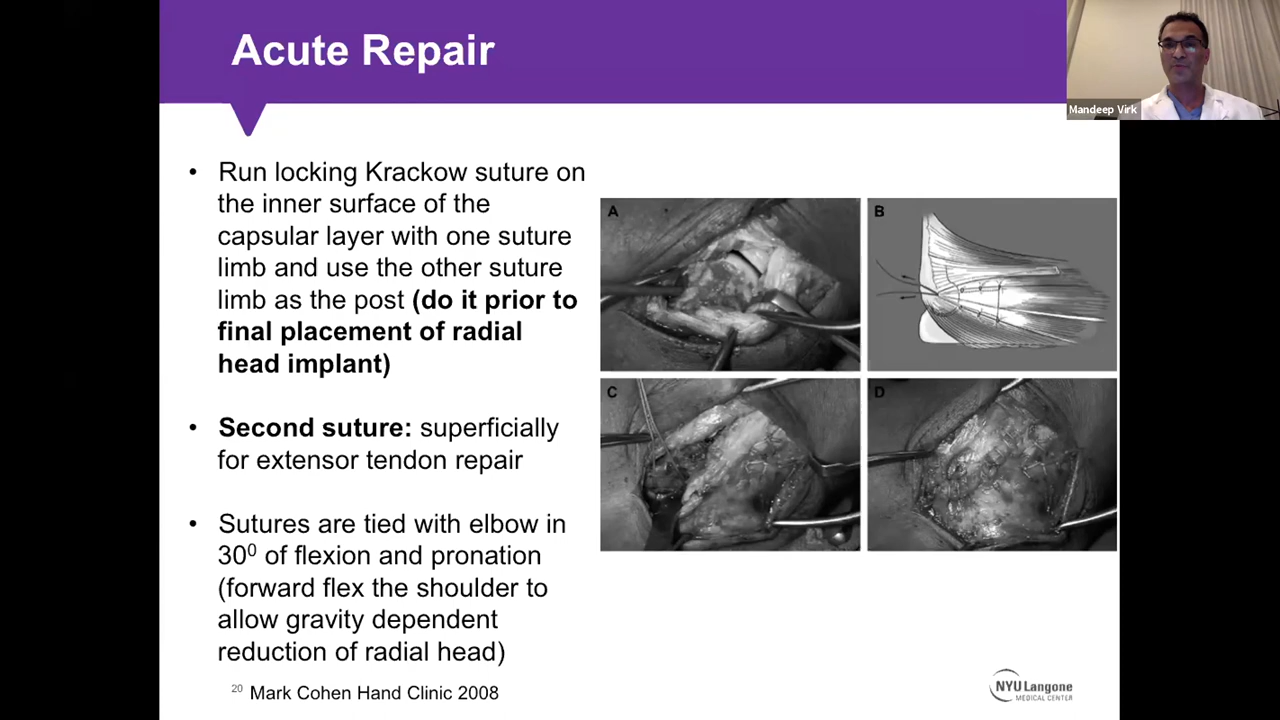 Acute Repair
Mandeep Virk
• Run locking Krackow suture on
the inner surface of the
capsular layer with one suture
limb and use the other suture
limb as the post (do it prior to
final placement of radial
head implant)
• Second suture: superficially
for extensor tendon repair
• Sutures are tied with elbow in
30⁰ of flexion and pronation
(forward flex the shoulder to
allow gravity dependent
reduction of radial head)
A
B
C
D
20 Mark Cohen Hand Clinic 2008
NYU Langone
MEDICAL CENTER